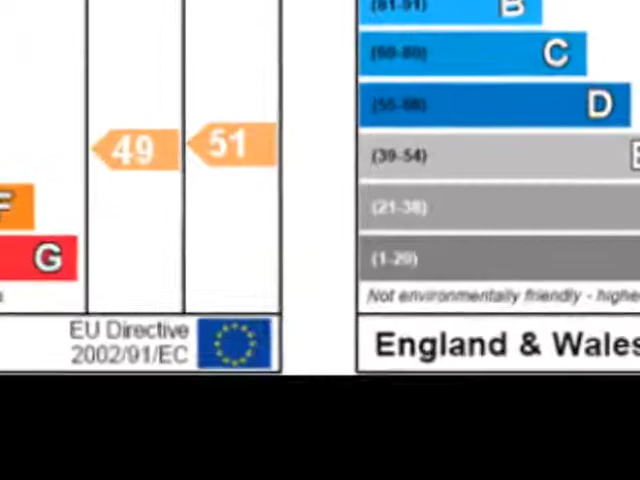 49
51
F
G
EU Directive
2002/91/EC
(81-91)
B
(69-80)
C
(55-68)
D
(39-54)
E
(21-38)
(1-20)
Not environmentally friendly - highe
England & Wales